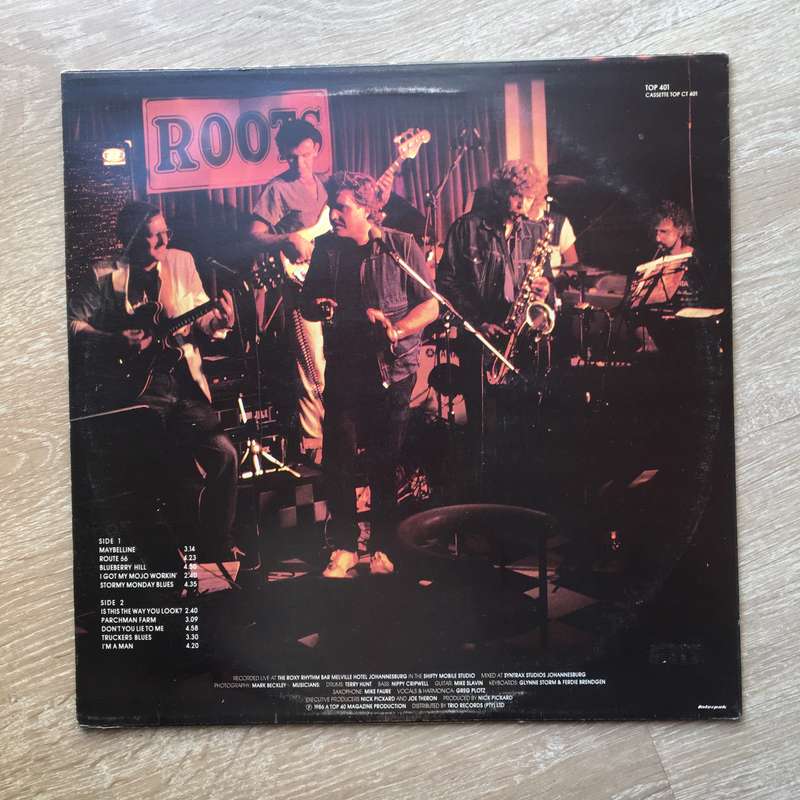 TOP 401
CASSETTE TOP CT 401
ROOTS
SIDE 1
MAYBELLINE 3.14
ROUTE 66 4.23
BLUEBERRY HILL 4.50
I GOT MY MOJO WORKIN' 2.40
STORMY MONDAY BLUES 4.35
SIDE 2
IS THIS THE WAY YOU LOOK? 2.40
PARCHMAN FARM 3.09
DON'T YOU LIE TO ME 4.58
TRUCKERS BLUES 3.30
I'M A MAN 4.20
RECORDED LIVE AT THE ROXY RHYTHM BAR MELVILLE HOTEL JOHANNESBURG IN THE SHIFTY MOBILE STUDIO MIXED AT SYNTRAX STUDIOS JOHANNESBURG
PHOTOGRAPHY: MARK BECKLEY MUSICIANS: DRUMS: TERRY HUNT BASS: NIPPY CRIPWELL GUITAR: MIKE SLAVIN KEYBOARDS: GLYNNE STORM & FERDIE BRENDGEN
SAXOPHONE: MIKE FAURE VOCALS & HARMONICA: GREG PLOTZ
EXECUTIVE PRODUCERS NICK PICKARD AND JOE THERON PRODUCED BY NICK PICKARD
℗ 1986 A TOP 40 MAGAZINE PRODUCTION DISTRIBUTED BY TRIO RECORDS (PTY) LTD
Interpak